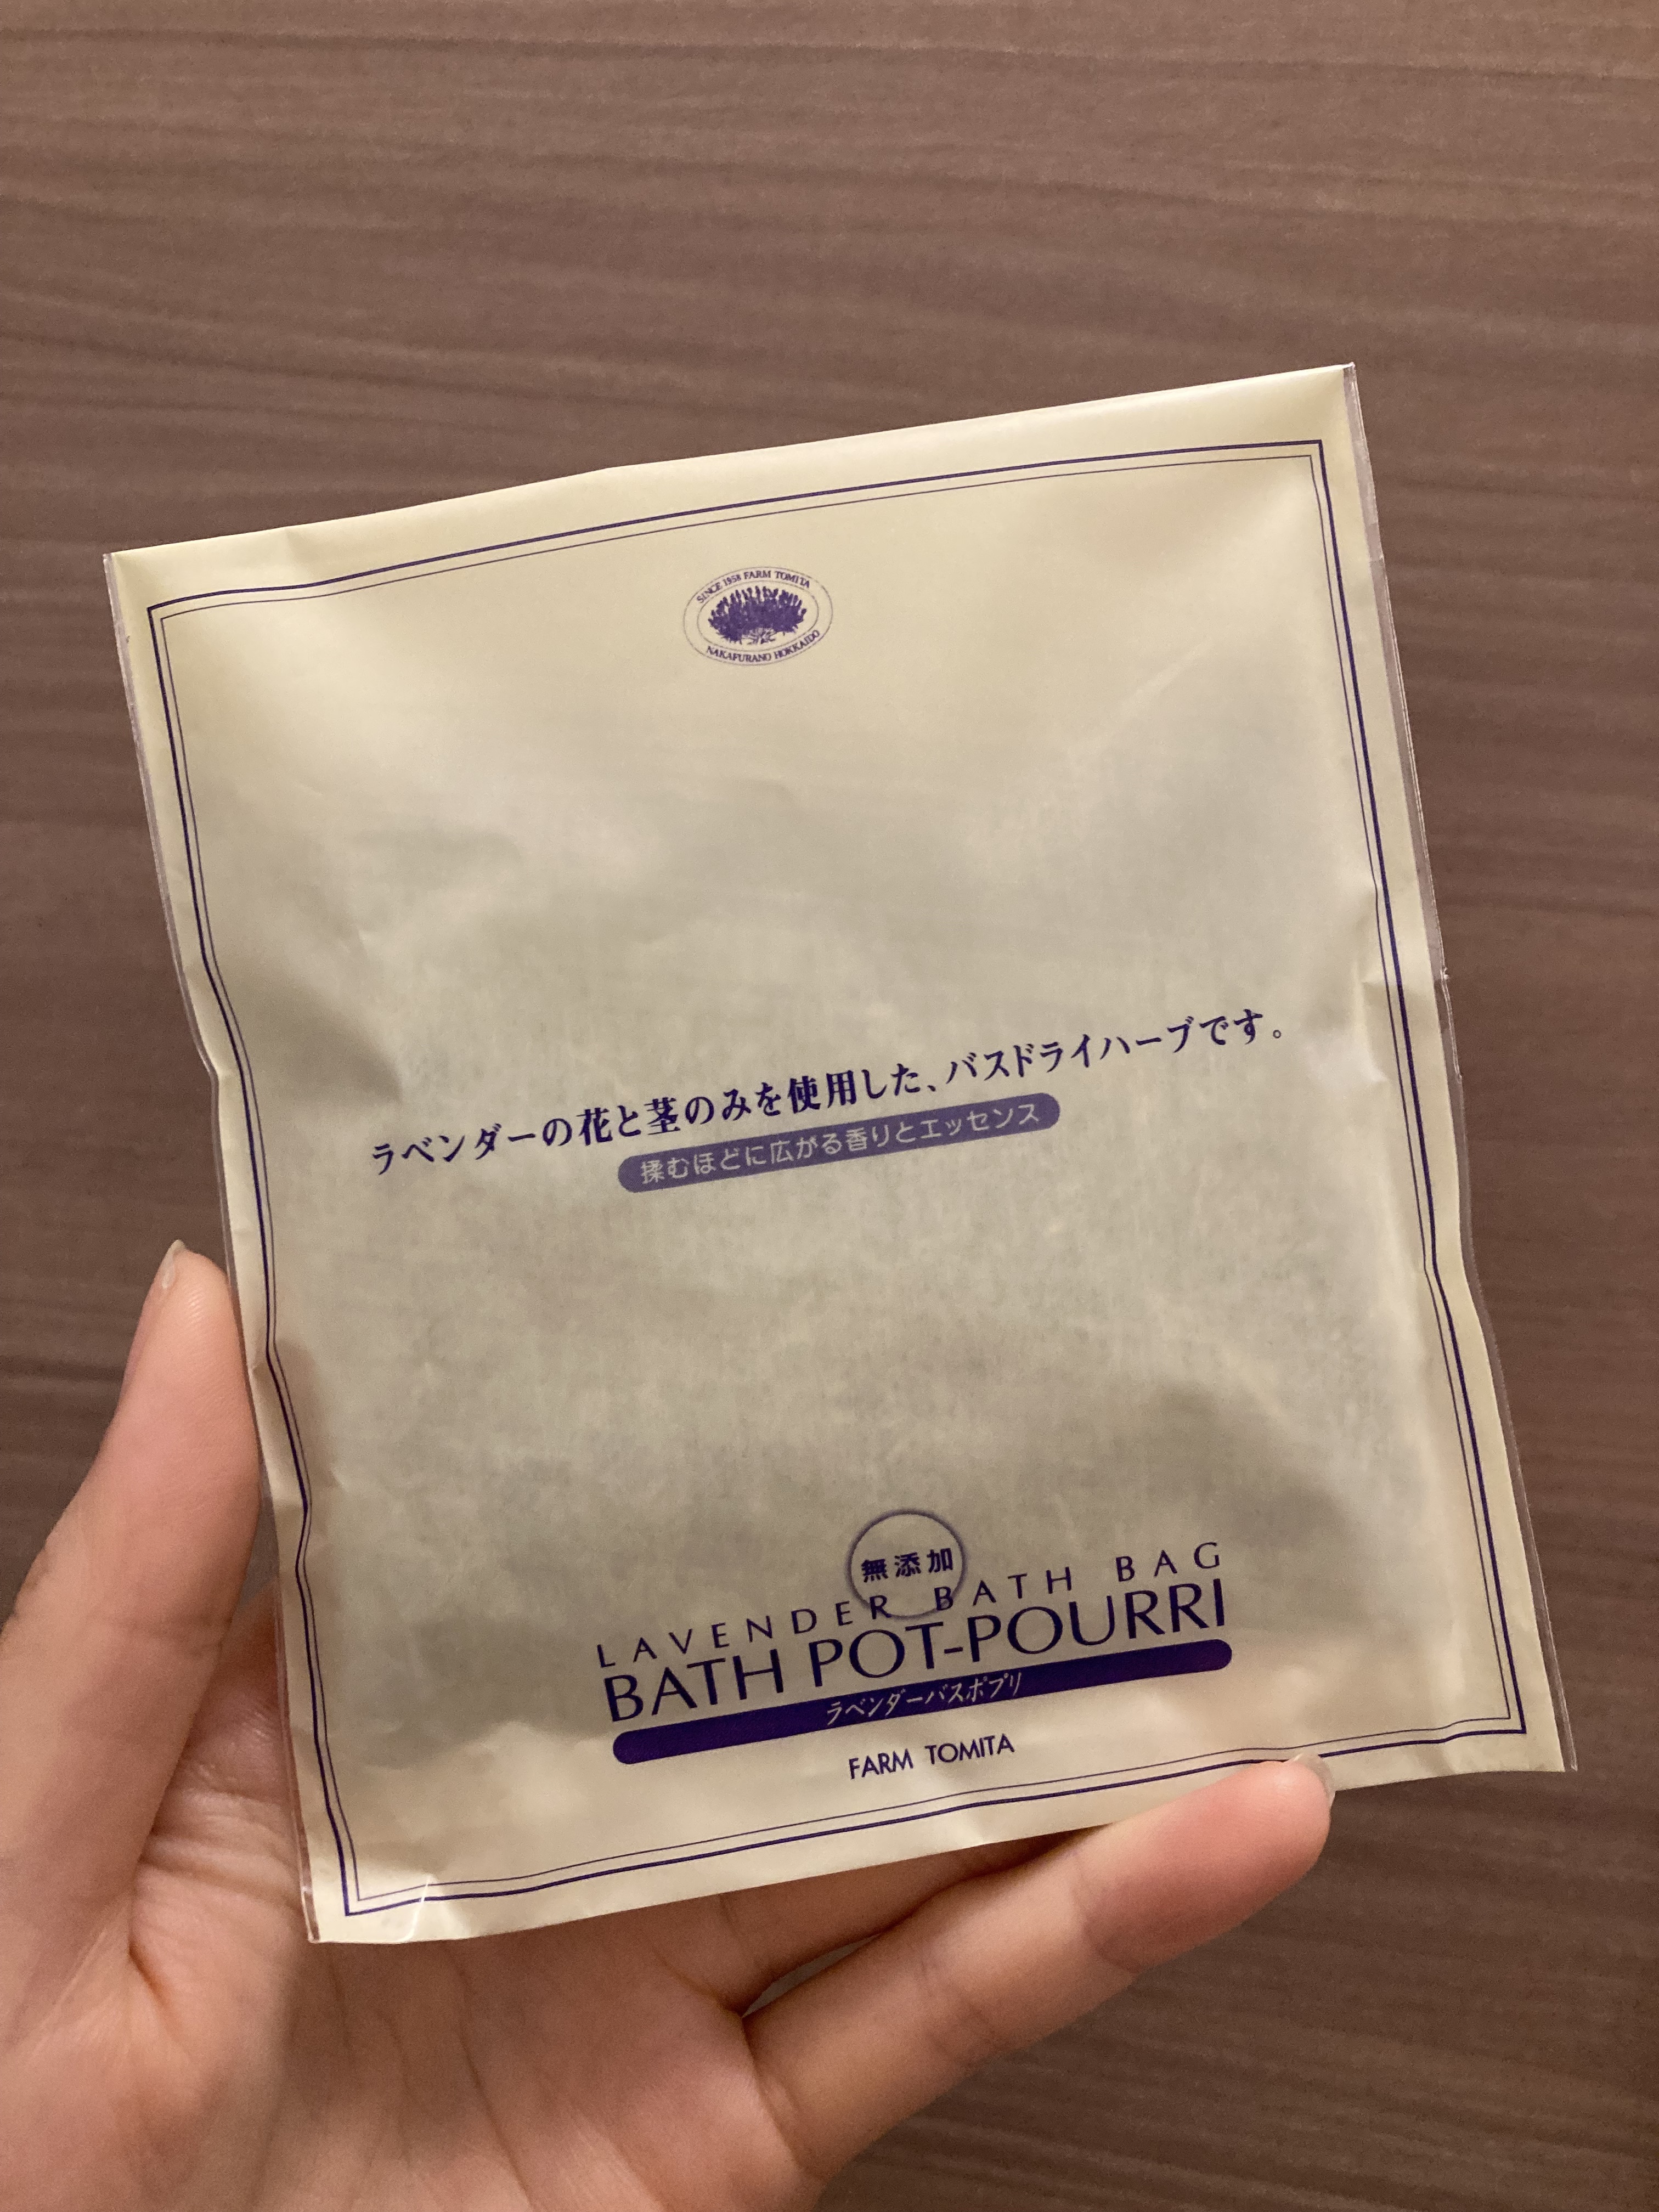 SINCE 1958 FARM TOMITA
NAKAFURANO HOKKAIDO
ラベンダーの花と茎のみを使用した、バスドライハーブです。
揉むほどに広がる香りとエッセンス
無添加
LAVENDER BATH BAG
BATH POT-POURRI
ラベンダーバスポプリ
FARM TOMITA